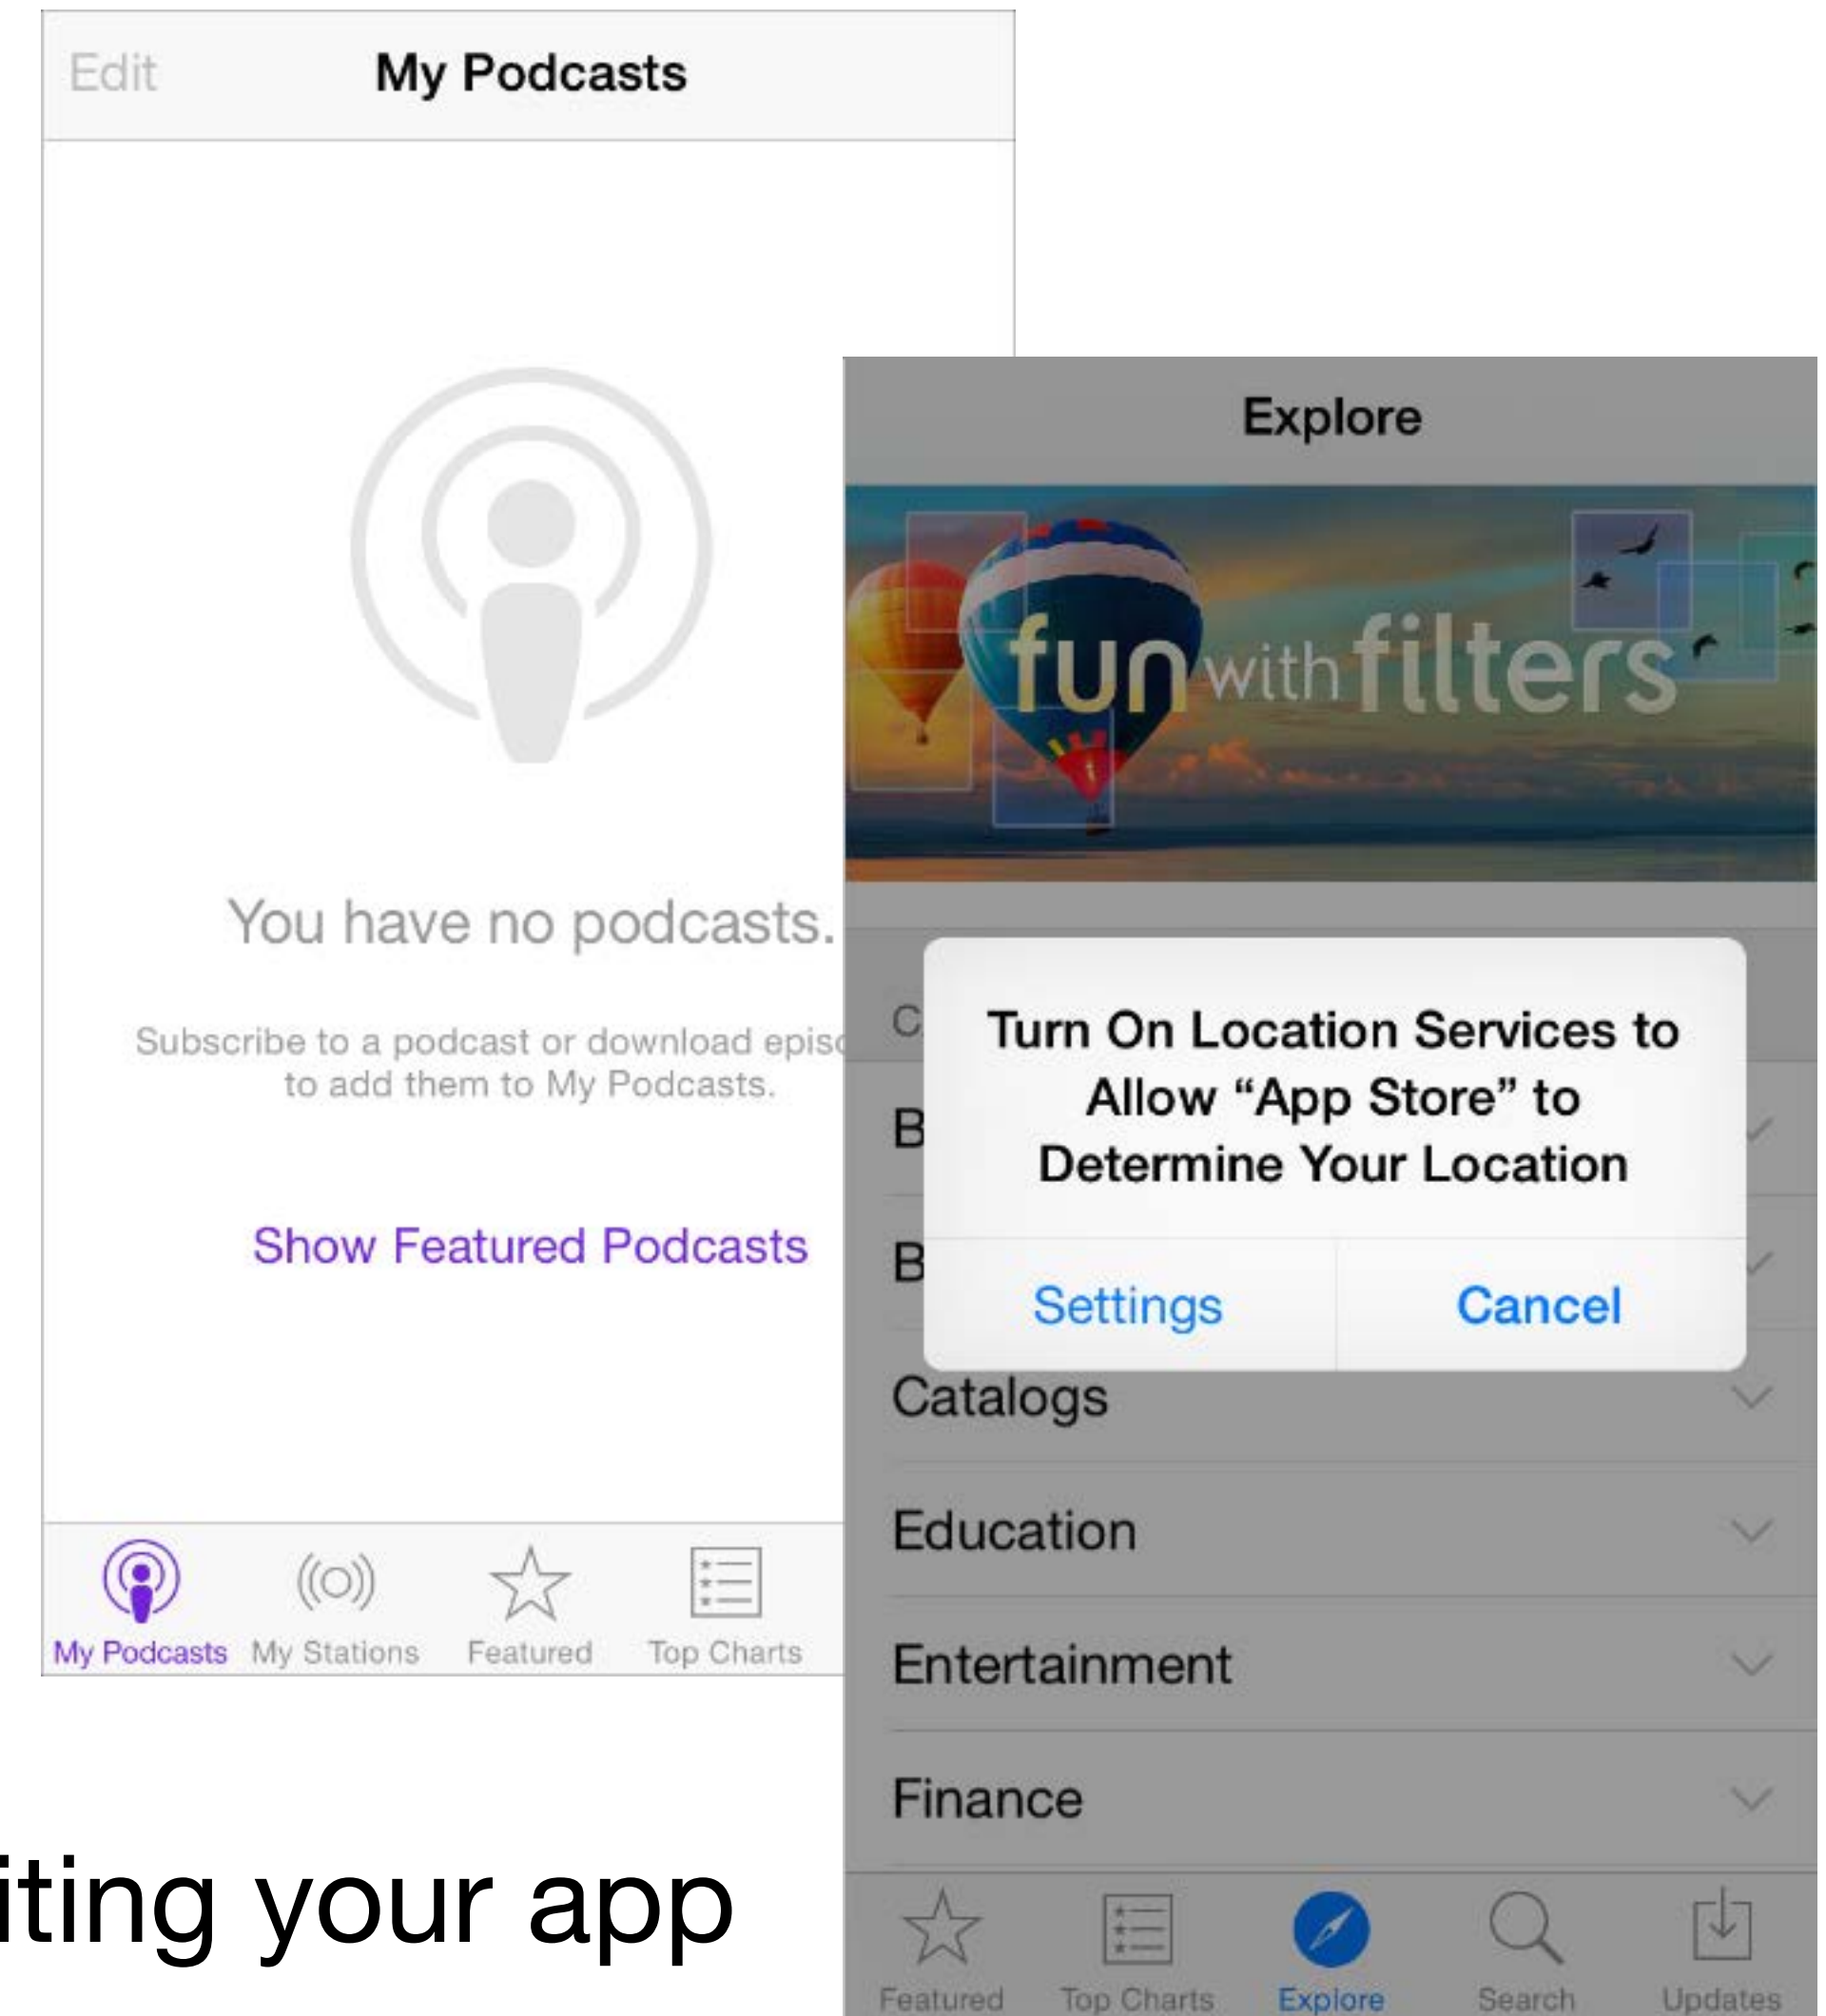 Edit
My Podcasts
You have no podcasts.
Subscribe to a podcast or download
to add them to My Podcasts.
Show Featured Podcasts
My Podcasts
My Stations
Featured
Top Charts
Explore
fun with filters
Turn On Location Services to
Allow “App Store” to
Determine Your Location
Settings
Cancel
Catalogs
Education
Entertainment
Finance
Featured
Top Charts
Explore
Search
Updates
your app